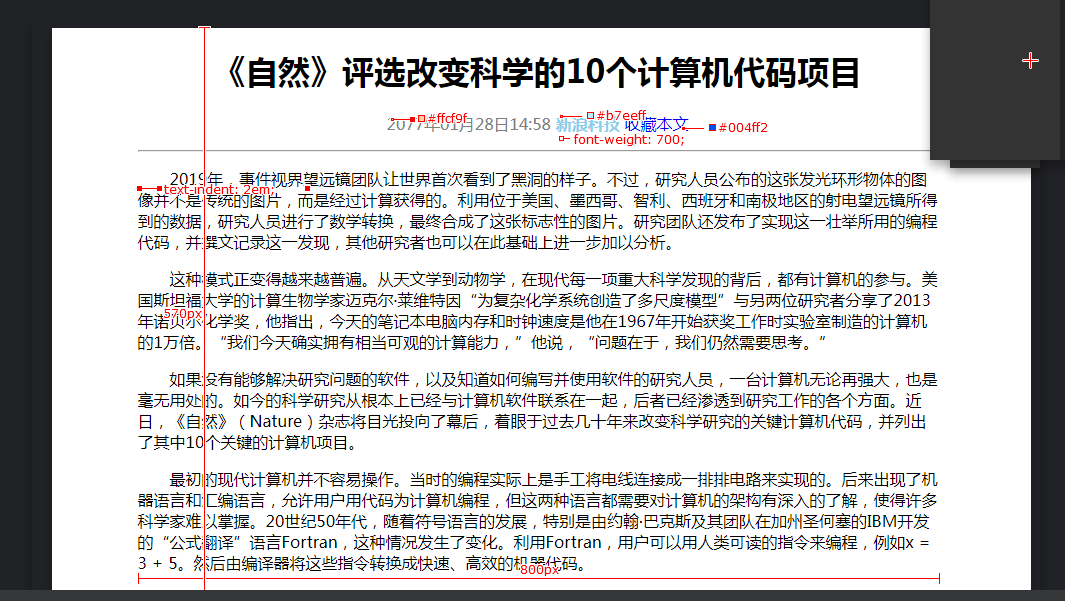 《自然》评选改变科学的10个计算机代码项目
#ffcf9f
#b7eeff
2077年01月28日14:58 新浪科技 收藏本文
#004ff2
font-weight: 700;
text-indent: 2em;
2019年，事件视界望远镜团队让世界首次看到了黑洞的样子。不过，研究人员公布的这张发光环形物体的图
像并不是传统的图片，而是经过计算获得的。利用位于美国、墨西哥、智利、西班牙和南极地区的射电望远镜所得
到的数据，研究人员进行了数学转换，最终合成了这张标志性的图片。研究团队还发布了实现这一壮举所用的编程
代码，并撰文记录这一发现，其他研究者也可以在此基础上进一步加以分析。
这种模式正变得越来越普遍。从天文学到动物学，在现代每一项重大科学发现的背后，都有计算机的参与。美
国斯坦福大学的计算生物学家迈克尔·莱维特因“为复杂化学系统创造了多尺度模型”与另两位研究者分享了2013
570px
年诺贝尔化学奖，他指出，今天的笔记本电脑内存和时钟速度是他在1967年开始获奖工作时实验室制造的计算机
的1万倍。“我们今天确实拥有相当可观的计算能力，”他说，“问题在于，我们仍然需要思考。”
如果没有能够解决研究问题的软件，以及知道如何编写并使用软件的研究人员，一台计算机无论再强大，也是
毫无用处的。如今的科学研究从根本上已经与计算机软件联系在一起，后者已经渗透到研究工作的各个方面。近
日，《自然》（Nature）杂志将目光投向了幕后，着眼于过去几十年来改变科学研究的关键计算机代码，并列出
了其中10个关键的计算机项目。
最初的现代计算机并不容易操作。当时的编程实际上是手工将电线连接成一排排电路来实现的。后来出现了机
器语言和汇编语言，允许用户用代码为计算机编程，但这两种语言都需要对计算机的架构有深入的了解，使得许多
科学家难以掌握。20世纪50年代，随着符号语言的发展，特别是由约翰·巴克斯及其团队在加州圣何塞的IBM开发
的“公式翻译”语言Fortran，这种情况发生了变化。利用Fortran，用户可以用人类可读的指令来编程，例如x =
3 + 5。然后由编译器将这些指令转换成快速、高效的机器代码。
800px